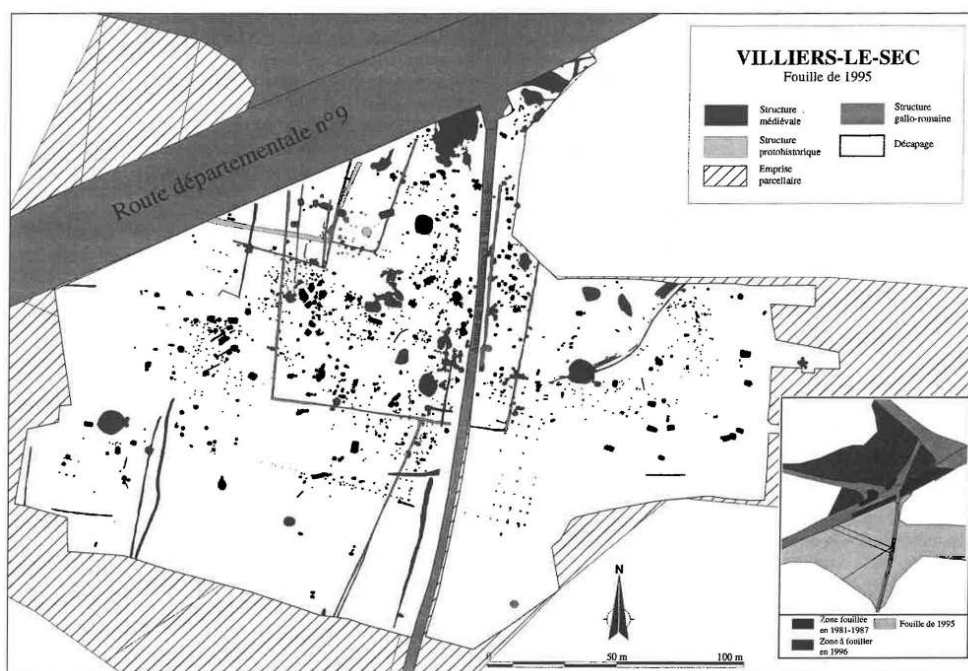 VILLIERS-LE-SEC
Fouille de 1995
Structure
médiévale
Structure
gallo-romaine
Structure
protohistorique
Décapage
Emprise
parcellaire
Route départementale n° 9
N
0 50 m 100 m
Zone fouillée
en 1981-1987
Fouille de 1995
Zone à fouiller
en 1996